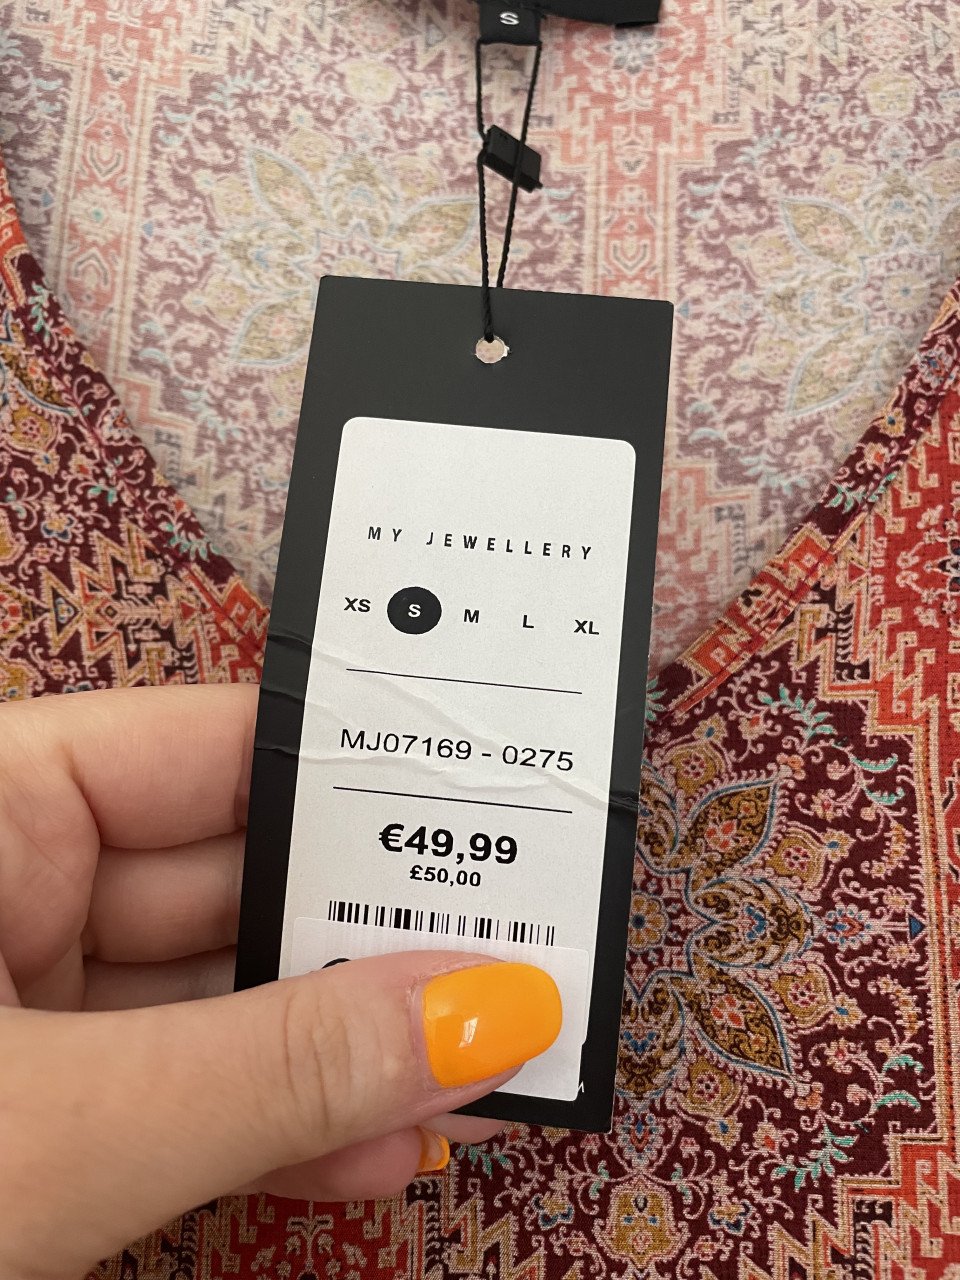 S
MY JEWELLERY
XS S M L XL
MJ07169 - 0275
€49,99
£50,00